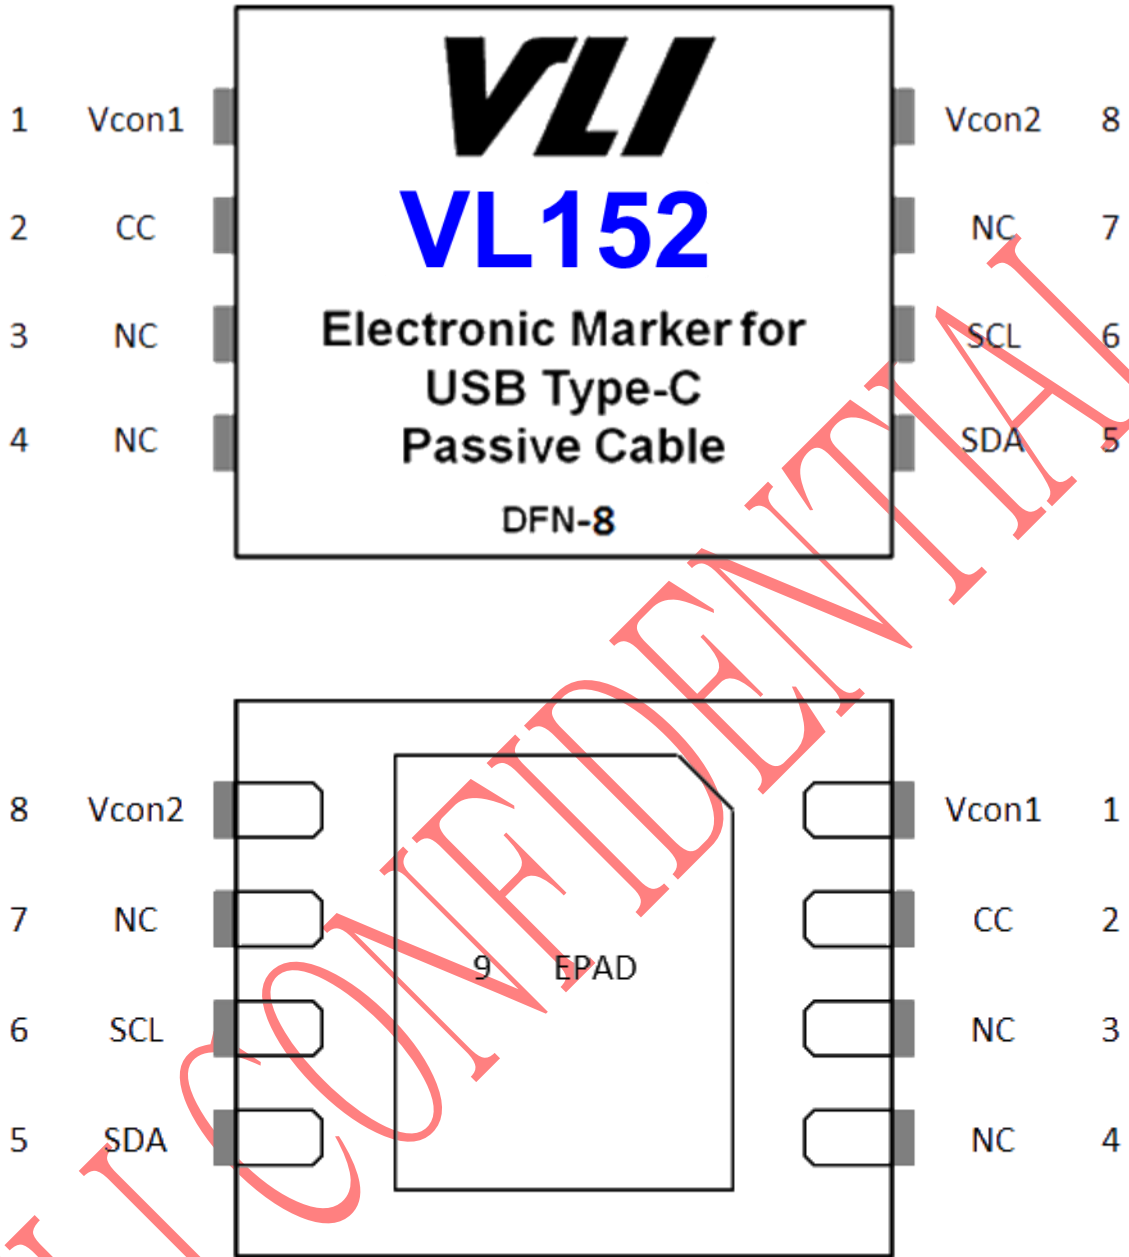 VLI
1 Vcon1 Vcon2 8
VL152
2 CC NC 7
Electronic Marker for
3 NC SCL 6
USB Type-C
4 NC Passive Cable SDA 5
DFN-8
8 Vcon2 Vcon1 1
7 NC CC 2
9 EPAD
6 SCL NC 3
5 SDA NC 4
CONFIDENTIAL